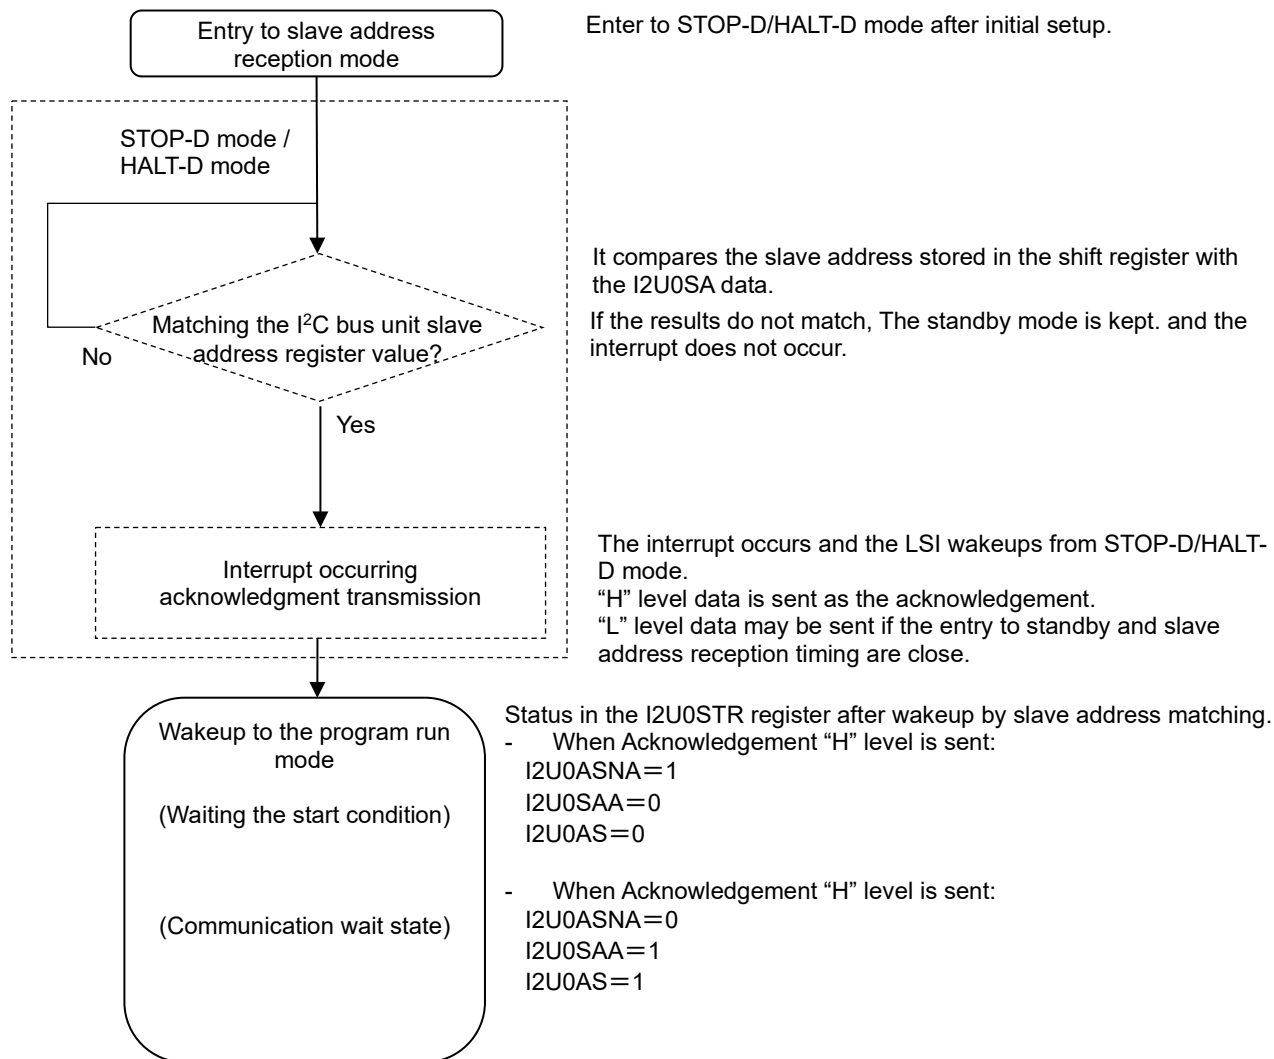 Entry to slave address
reception mode
Enter to STOP-D/HALT-D mode after initial setup.
STOP-D mode /
HALT-D mode
Matching the I²C bus unit slave
address register value?
No
Yes
It compares the slave address stored in the shift register with
the I2U0SA data.
If the results do not match, The standby mode is kept. and the
interrupt does not occur.
Interrupt occurring
acknowledgment transmission
The interrupt occurs and the LSI wakeups from STOP-D/HALT-
D mode.
“H” level data is sent as the acknowledgement.
“L” level data may be sent if the entry to standby and slave
address reception timing are close.
Wakeup to the program run
mode
(Waiting the start condition)
(Communication wait state)
Status in the I2U0STR register after wakeup by slave address matching.
- When Acknowledgement “H” level is sent:
I2U0ASNA＝1
I2U0SAA＝0
I2U0AS＝0
- When Acknowledgement “H” level is sent:
I2U0ASNA＝0
I2U0SAA＝1
I2U0AS＝1